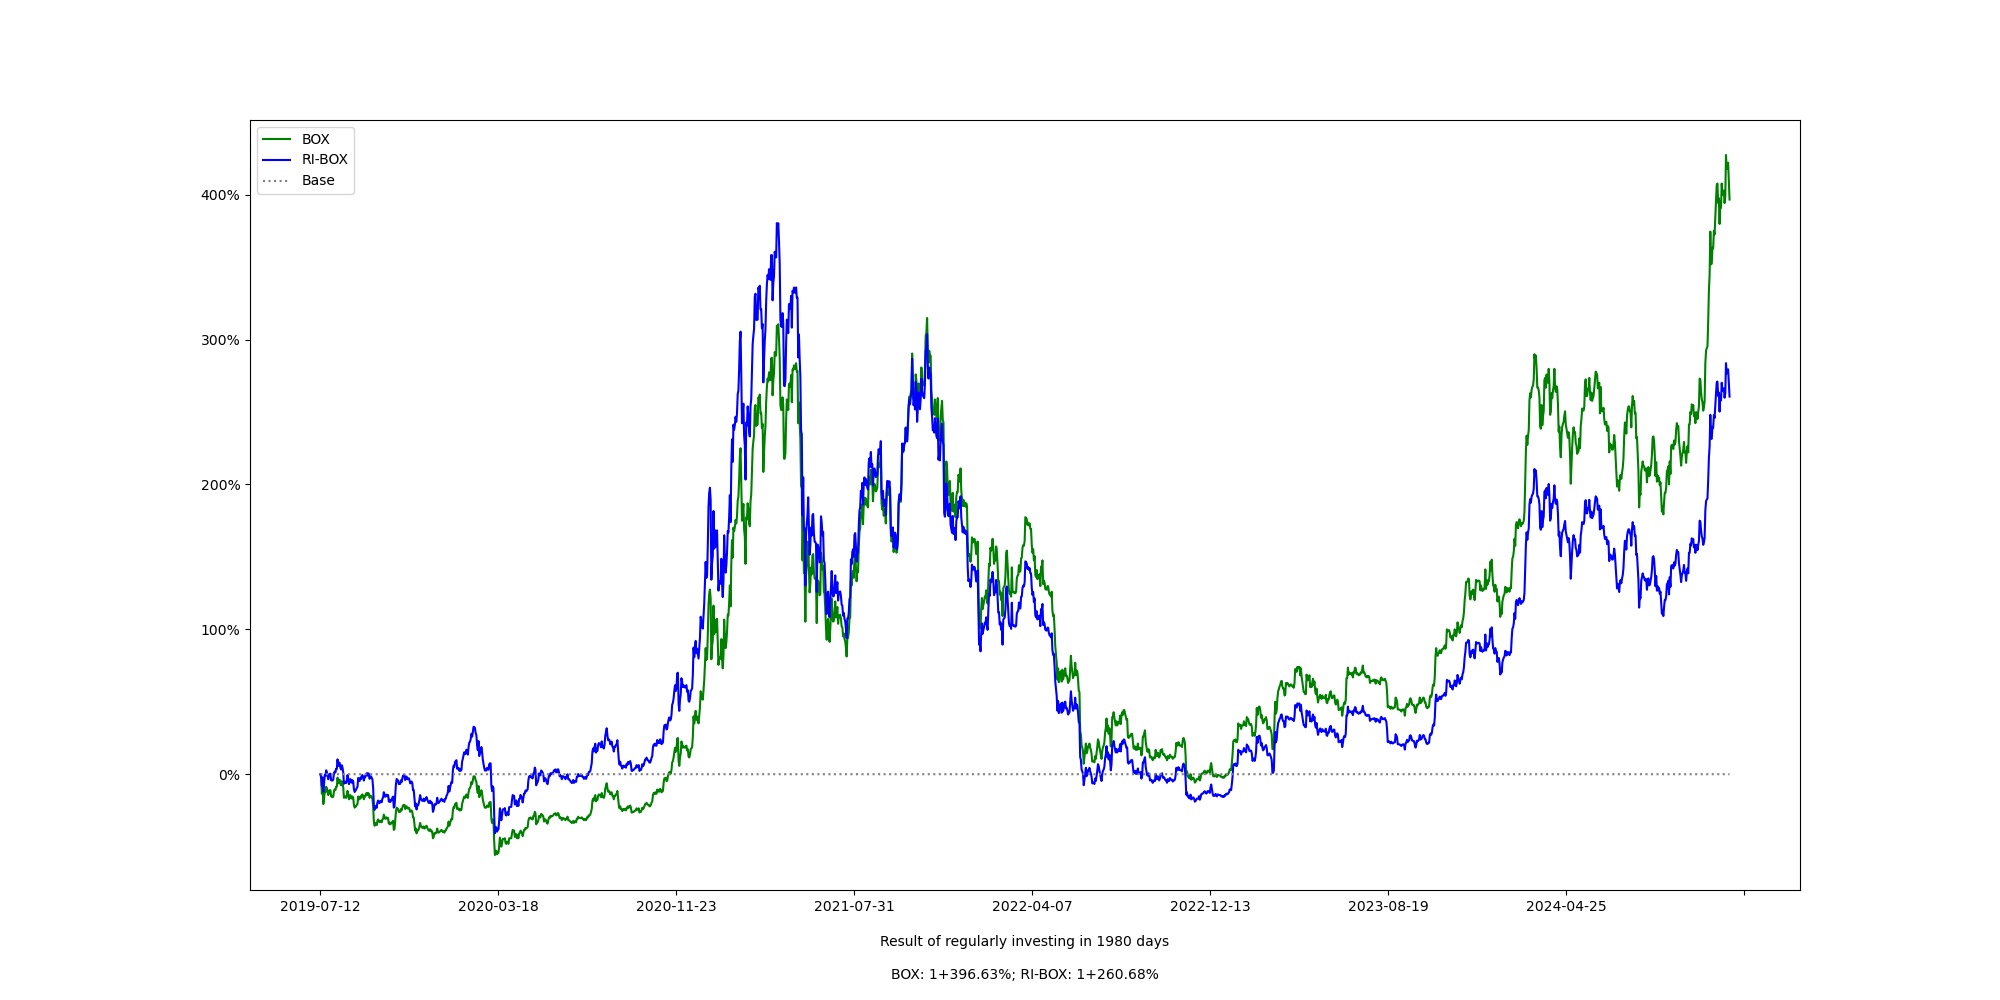 BOX
RI-BOX
Base
400%
300%
200%
100%
0%
2019-07-12 2020-03-18 2020-11-23 2021-07-31 2022-04-07 2022-12-13 2023-08-19 2024-04-25
Result of regularly investing in 1980 days
BOX: 1+396.63%; RI-BOX: 1+260.68%